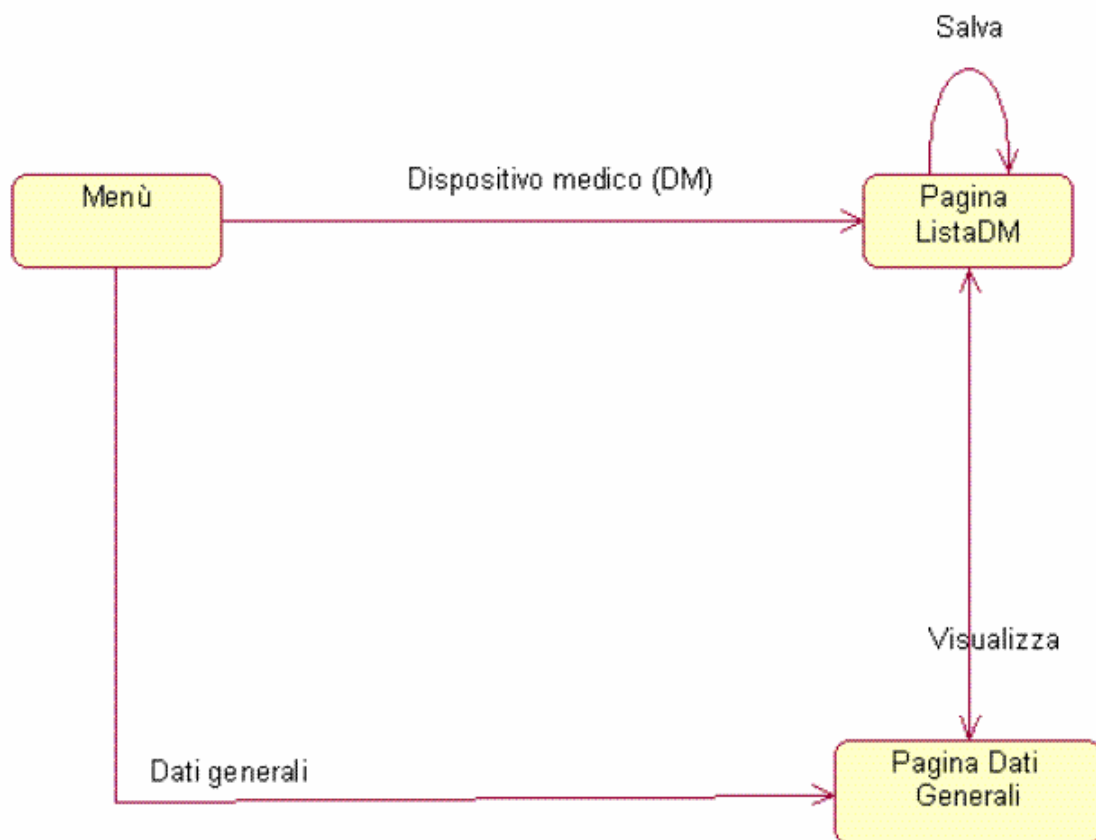 Salva
Dispositivo medico (DM)
Menù
Pagina
ListaDM
Visualizza
Dati generali
Pagina Dati
Generali